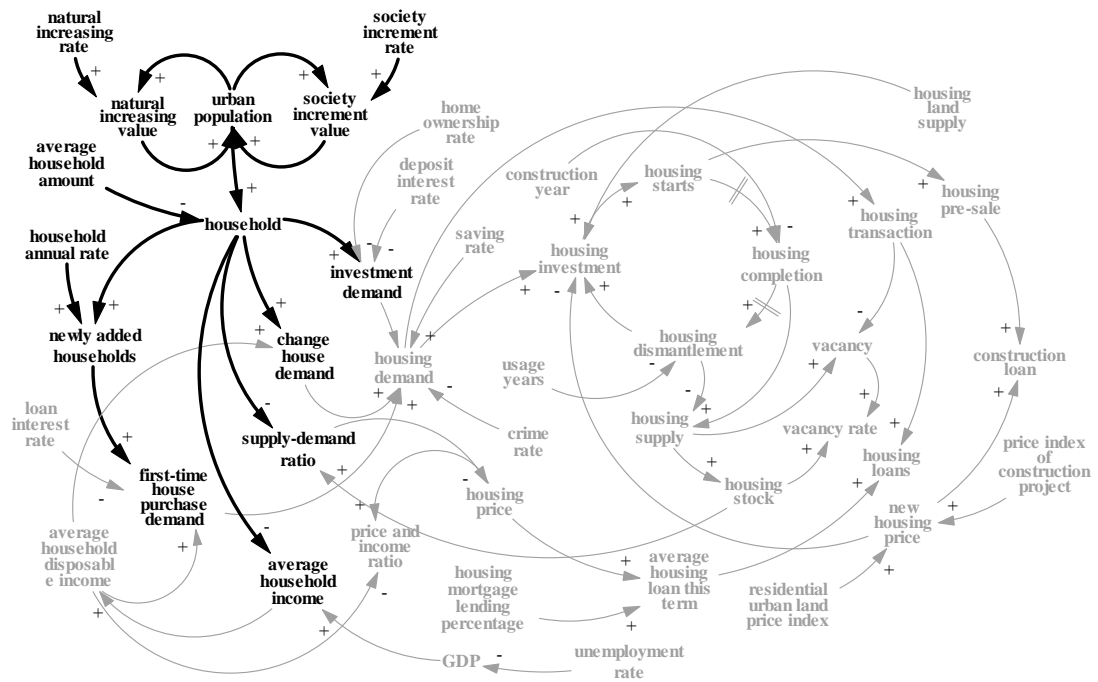 natural
increasing
rate
society
increment
rate
natural
increasing
value
urban
population
society
increment
value
home
ownership
rate
housing
land
supply
average
household
amount
deposit
interest
rate
construction
year
housing
starts
housing
pre-sale
household
household
annual rate
saving
rate
housing
transaction
investment
demand
housing
investment
housing
completion
newly added
households
change
house
demand
housing
demand
housing
dismantlement
vacancy
construction
loan
usage
years
loan
interest
rate
supply-demand
ratio
crime
rate
housing
supply
vacancy rate
housing
loans
price index
of
construction
project
first-time
house
purchase
demand
housing
price
housing
stock
average
household
disposabl
e income
price and
income
ratio
new
housing
price
average
household
income
housing
mortgage
lending
percentage
average
housing
loan this
term
residential
urban land
price index
GDP
unemployment
rate